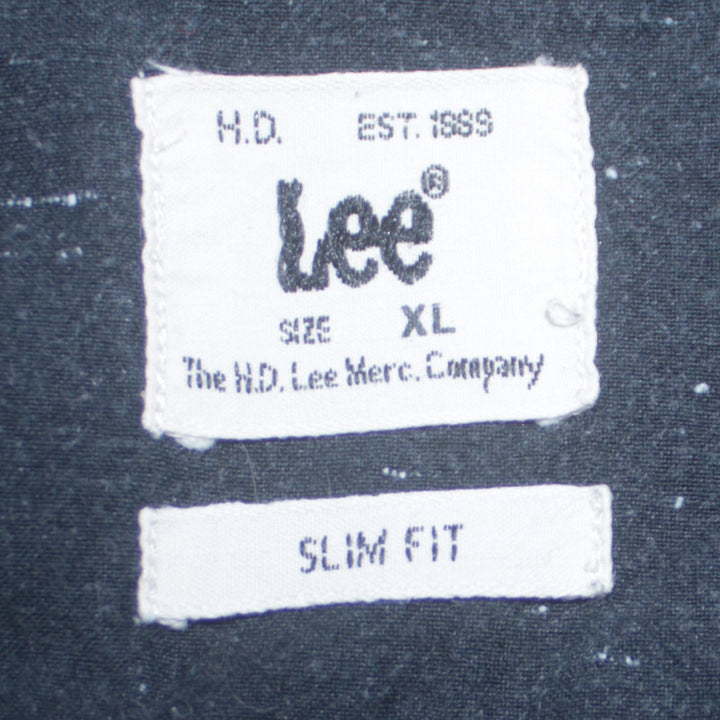 H.D. EST. 1889
Lee®
SIZE XL
The H.D. Lee Merc. Company
SLIM FIT